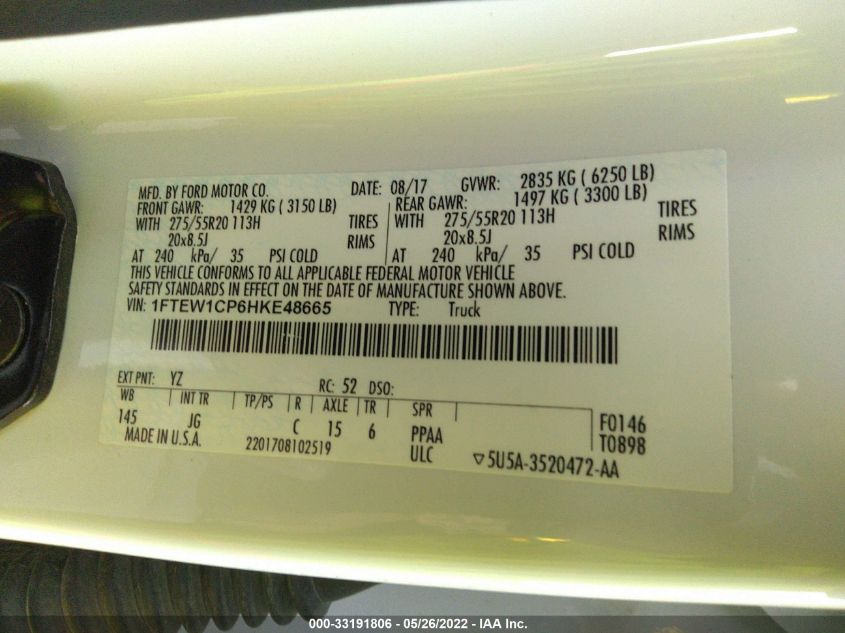 MFD. BY FORD MOTOR CO. DATE: 08/17 GVWR: 2835 KG ( 6250 LB)
FRONT GAWR: 1429 KG ( 3150 LB) REAR GAWR: 1497 KG ( 3300 LB)
WITH 275/55R20 113H TIRES WITH 275/55R20 113H TIRES
20x8.5J RIMS 20x8.5J RIMS
AT 240 kPa/ 35 PSI COLD AT 240 kPa/ 35 PSI COLD
THIS VEHICLE CONFORMS TO ALL APPLICABLE FEDERAL MOTOR VEHICLE
SAFETY STANDARDS IN EFFECT ON THE DATE OF MANUFACTURE SHOWN ABOVE.
VIN: 1FTEW1CP6HKE48665 TYPE: Truck
EXT PNT: YZ RC: 52 DSO:
WB INT TR TP/PS R AXLE TR SPR
145 JG C 15 6 PPAA F0146
MADE IN U.S.A. 2201708102519 ULC T0898
▽5U5A-3520472-AA
000-33191806 - 05/26/2022 - IAA Inc.